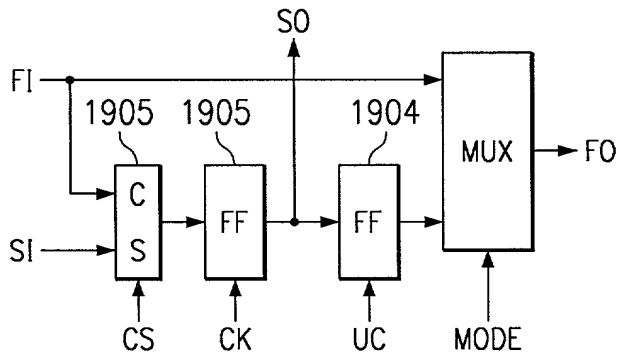 SO
FI
1905 1905 1904
MUX
FO
C
FF FF
SI
S
CS CK UC MODE